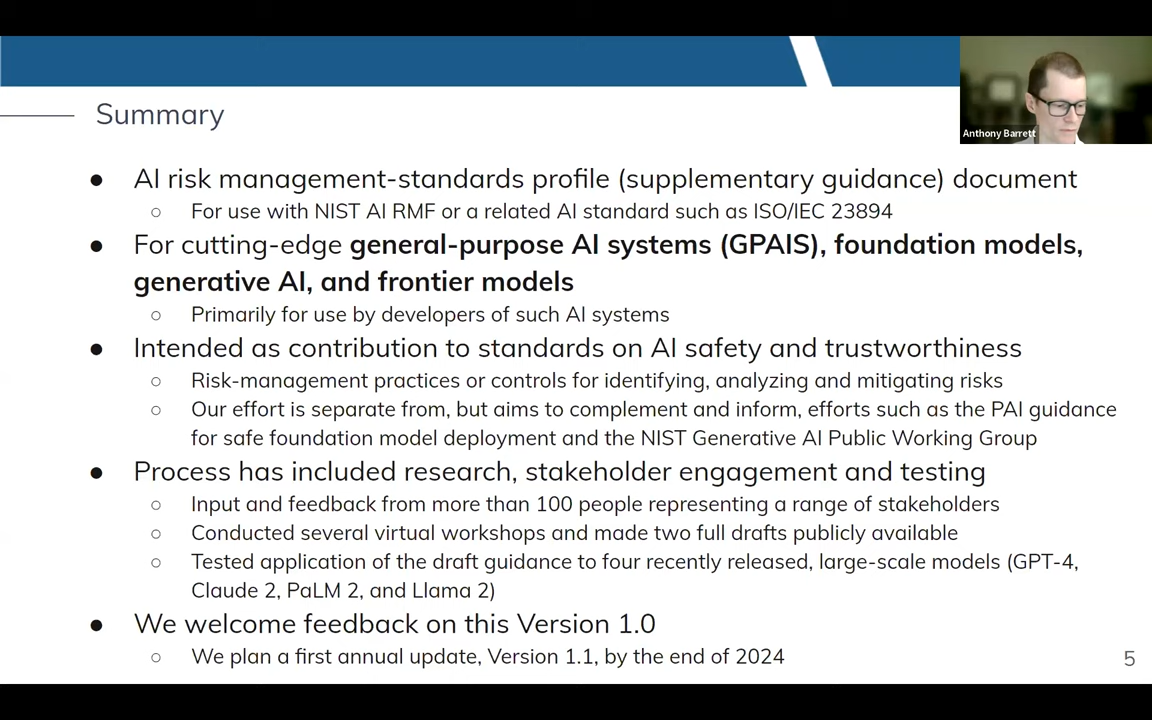 Summary
Anthony Barrett
● AI risk management-standards profile (supplementary guidance) document
○ For use with NIST AI RMF or a related AI standard such as ISO/IEC 23894
● For cutting-edge general-purpose AI systems (GPAIS), foundation models,
generative AI, and frontier models
○ Primarily for use by developers of such AI systems
● Intended as contribution to standards on AI safety and trustworthiness
○ Risk-management practices or controls for identifying, analyzing and mitigating risks
○ Our effort is separate from, but aims to complement and inform, efforts such as the PAI guidance
for safe foundation model deployment and the NIST Generative AI Public Working Group
● Process has included research, stakeholder engagement and testing
○ Input and feedback from more than 100 people representing a range of stakeholders
○ Conducted several virtual workshops and made two full drafts publicly available
○ Tested application of the draft guidance to four recently released, large-scale models (GPT-4,
Claude 2, PaLM 2, and Llama 2)
● We welcome feedback on this Version 1.0
○ We plan a first annual update, Version 1.1, by the end of 2024
5